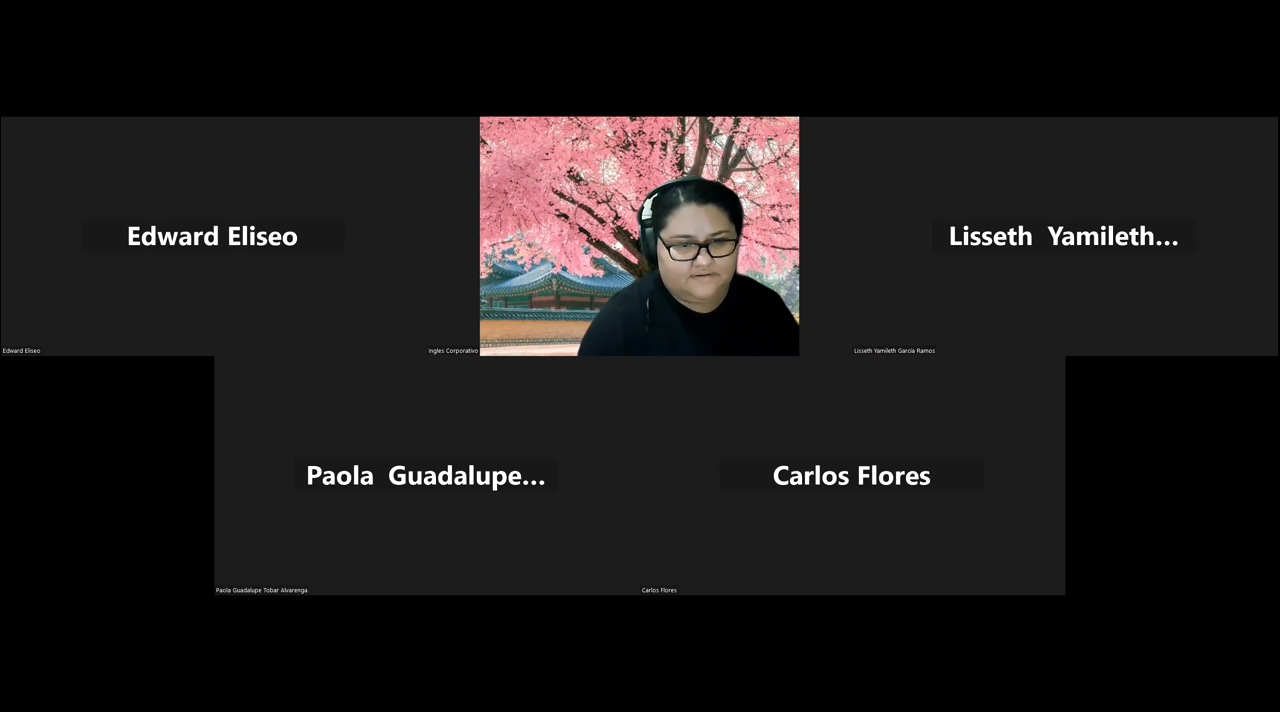 Edward Eliseo
Lisseth Yamileth...
Edward Eliseo
Ingles Corporativo
Lisseth Yamileth García Ramos
Paola Guadalupe...
Carlos Flores
Paola Guadalupe Tobar Alvarenga
Carlos Flores